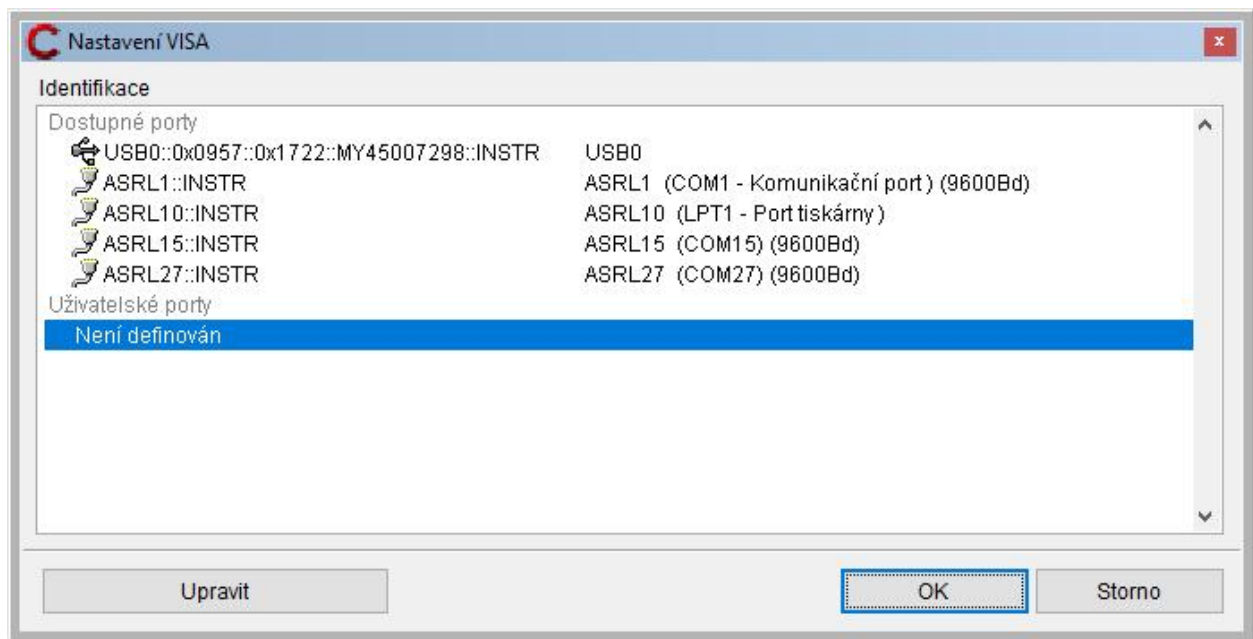 Nastavení VISA
Identifikace
Dostupné porty
USB0::0x0957::0x1722::MY45007298::INSTR USB0
ASRL1::INSTR ASRL1 (COM1 - Komunikační port) (9600Bd)
ASRL10::INSTR ASRL10 (LPT1 - Port tiskárny)
ASRL15::INSTR ASRL15 (COM15) (9600Bd)
ASRL27::INSTR ASRL27 (COM27) (9600Bd)
Uživatelské porty
Není definován
Upravit OK Storno